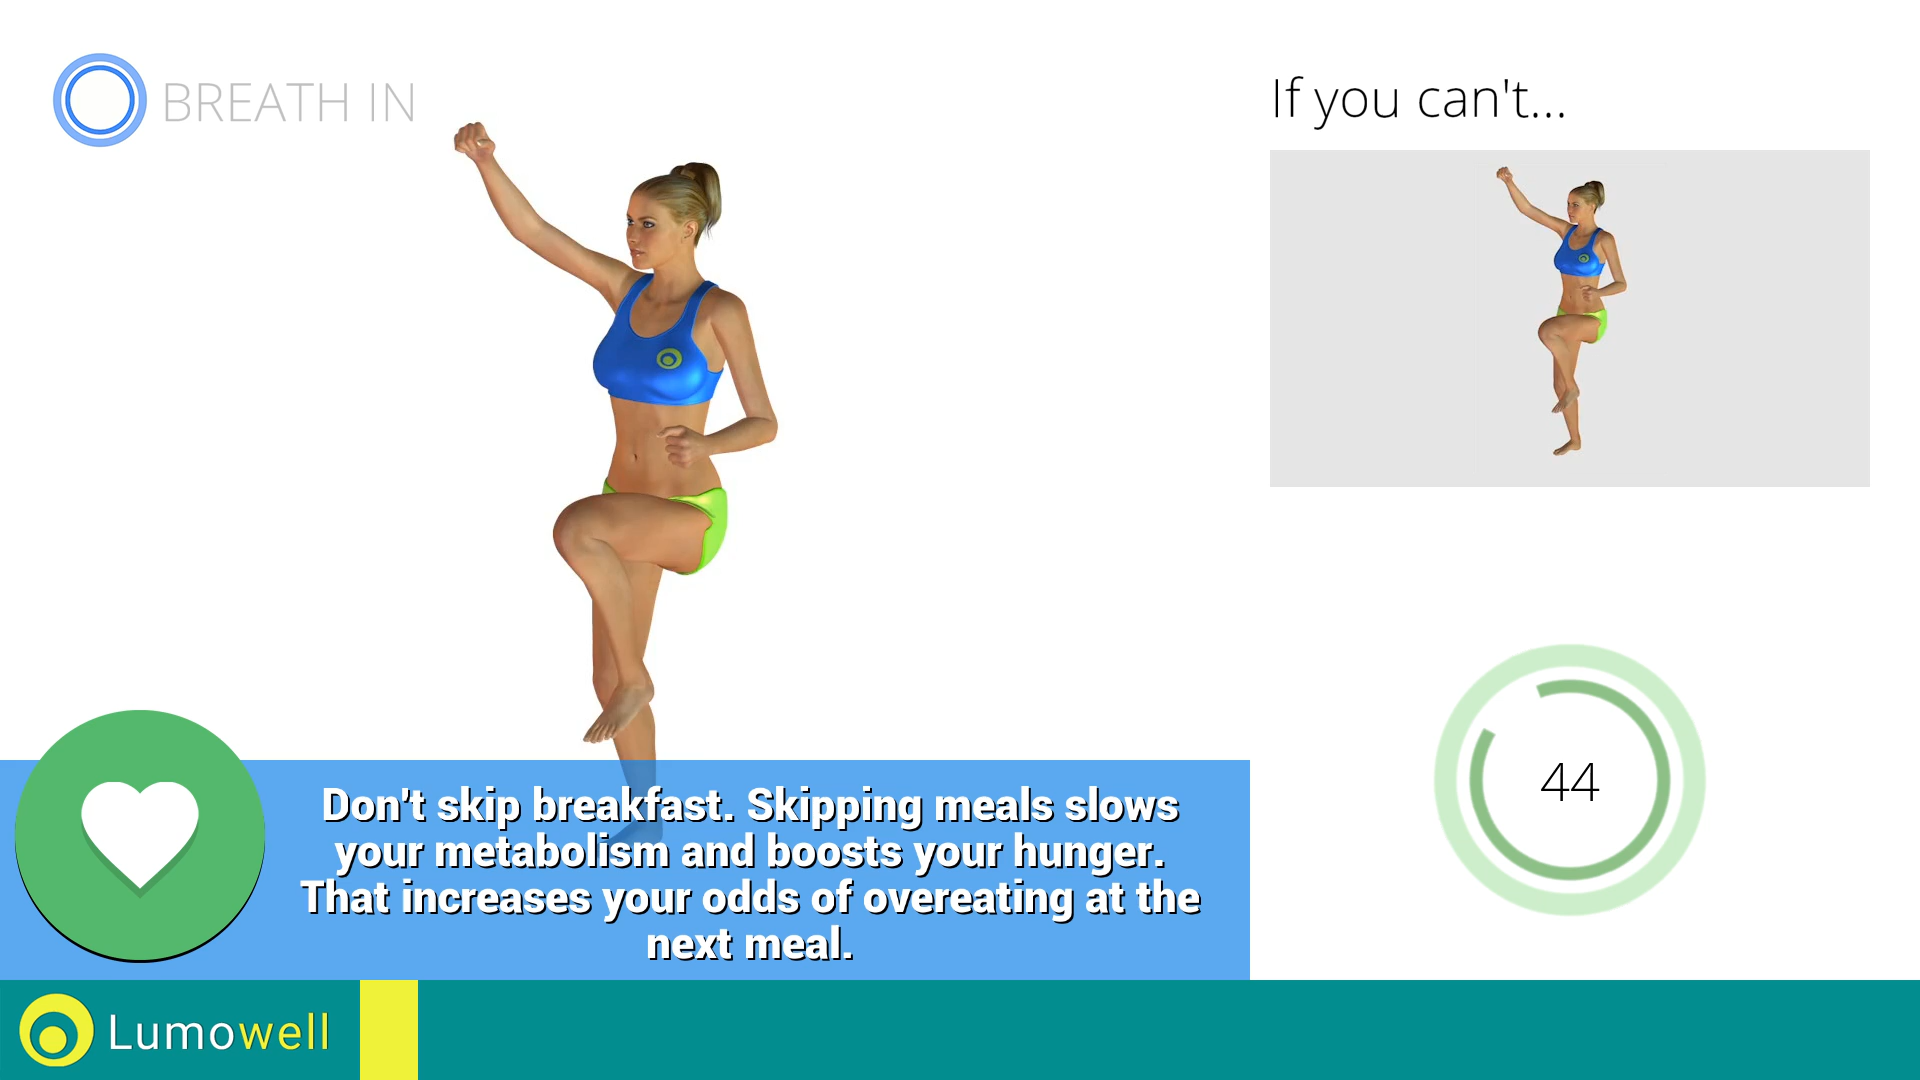 BREATH IN
If you can't...
44
Don't skip breakfast. Skipping meals slows
your metabolism and boosts your hunger.
That increases your odds of overeating at the
next meal.
Lumowell